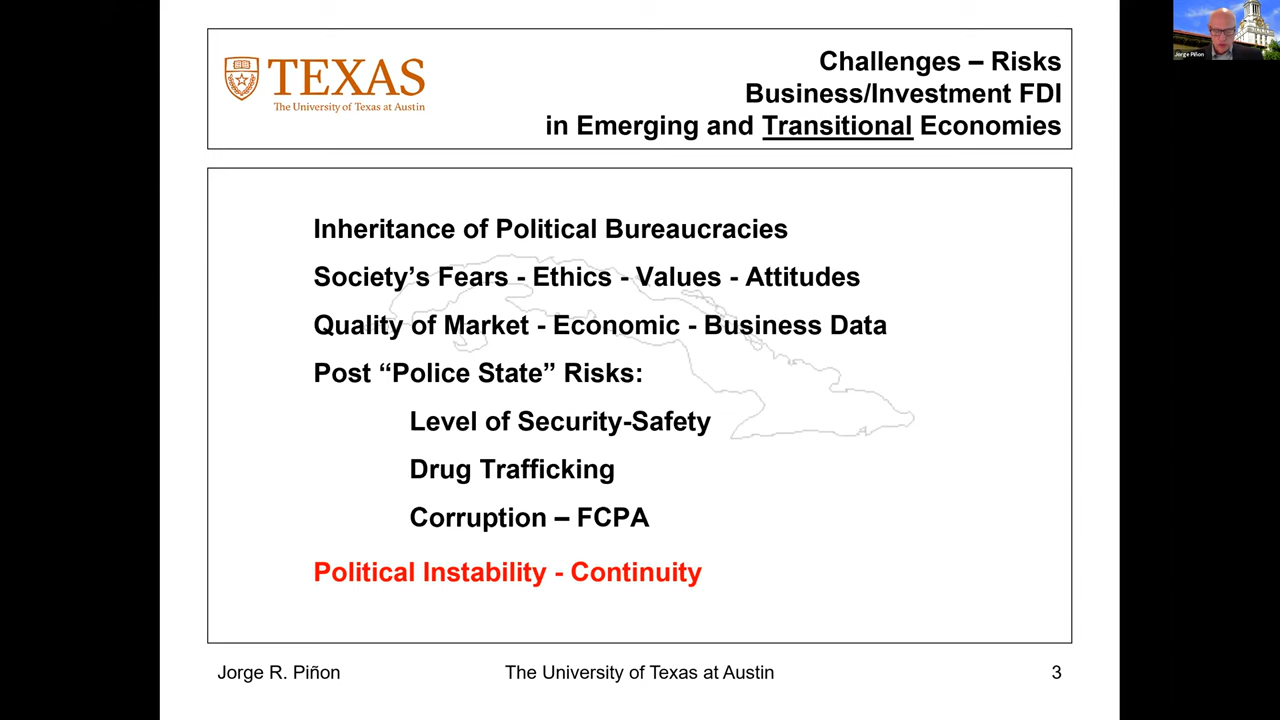 TEXAS
The University of Texas at Austin
Challenges – Risks
Business/Investment FDI
in Emerging and Transitional Economies
Inheritance of Political Bureaucracies
Society’s Fears - Ethics - Values - Attitudes
Quality of Market - Economic - Business Data
Post “Police State” Risks:
Level of Security-Safety
Drug Trafficking
Corruption – FCPA
Political Instability - Continuity
Jorge R. Piñon
The University of Texas at Austin
3
Jorge Piñon